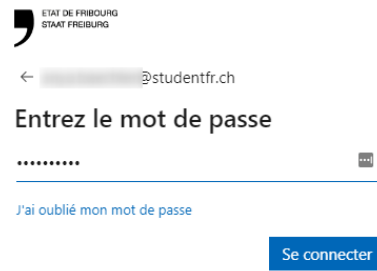 ETAT DE FRIBOURG
STAAT FREIBURG
@studentfr.ch
Entrez le mot de passe
••••••••••
J'ai oublié mon mot de passe
Se connecter